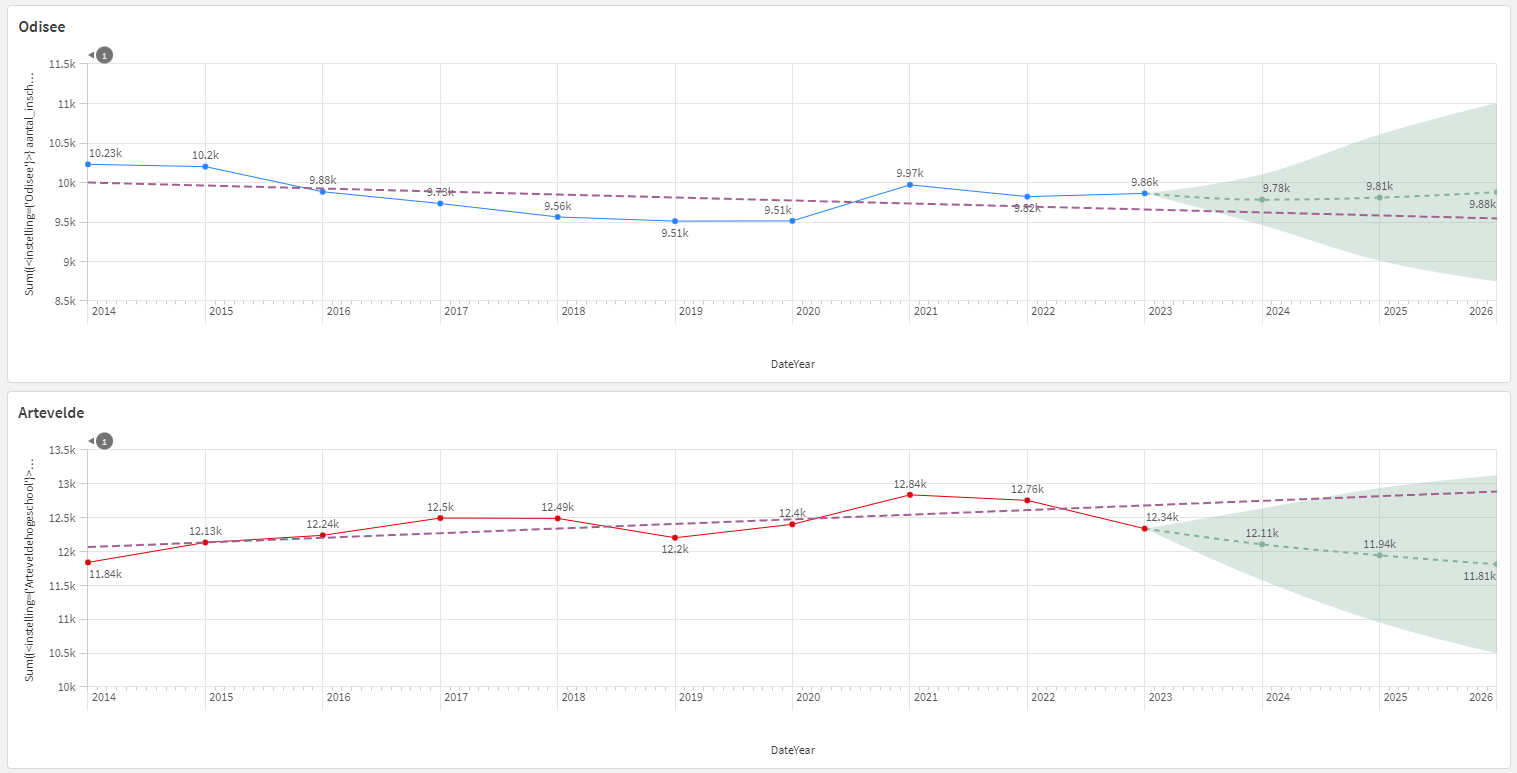 Odisee
1
Sum({<instelling={'Odisee'}>} aantal_insch...
11.5k
11k
10.5k
10k
9.5k
9k
8.5k
10.23k
10.2k
9.88k
9.73k
9.56k
9.51k
9.51k
9.97k
9.82k
9.86k
9.78k
9.81k
9.88k
2014
2015
2016
2017
2018
2019
2020
2021
2022
2023
2024
2025
2026
DateYear
Artevelde
1
Sum({<instelling={'Arteveldehogeschool'}>...
13.5k
13k
12.5k
12k
11.5k
11k
10.5k
10k
11.84k
12.13k
12.24k
12.5k
12.49k
12.2k
12.4k
12.84k
12.76k
12.34k
12.11k
11.94k
11.81k
2014
2015
2016
2017
2018
2019
2020
2021
2022
2023
2024
2025
2026
DateYear